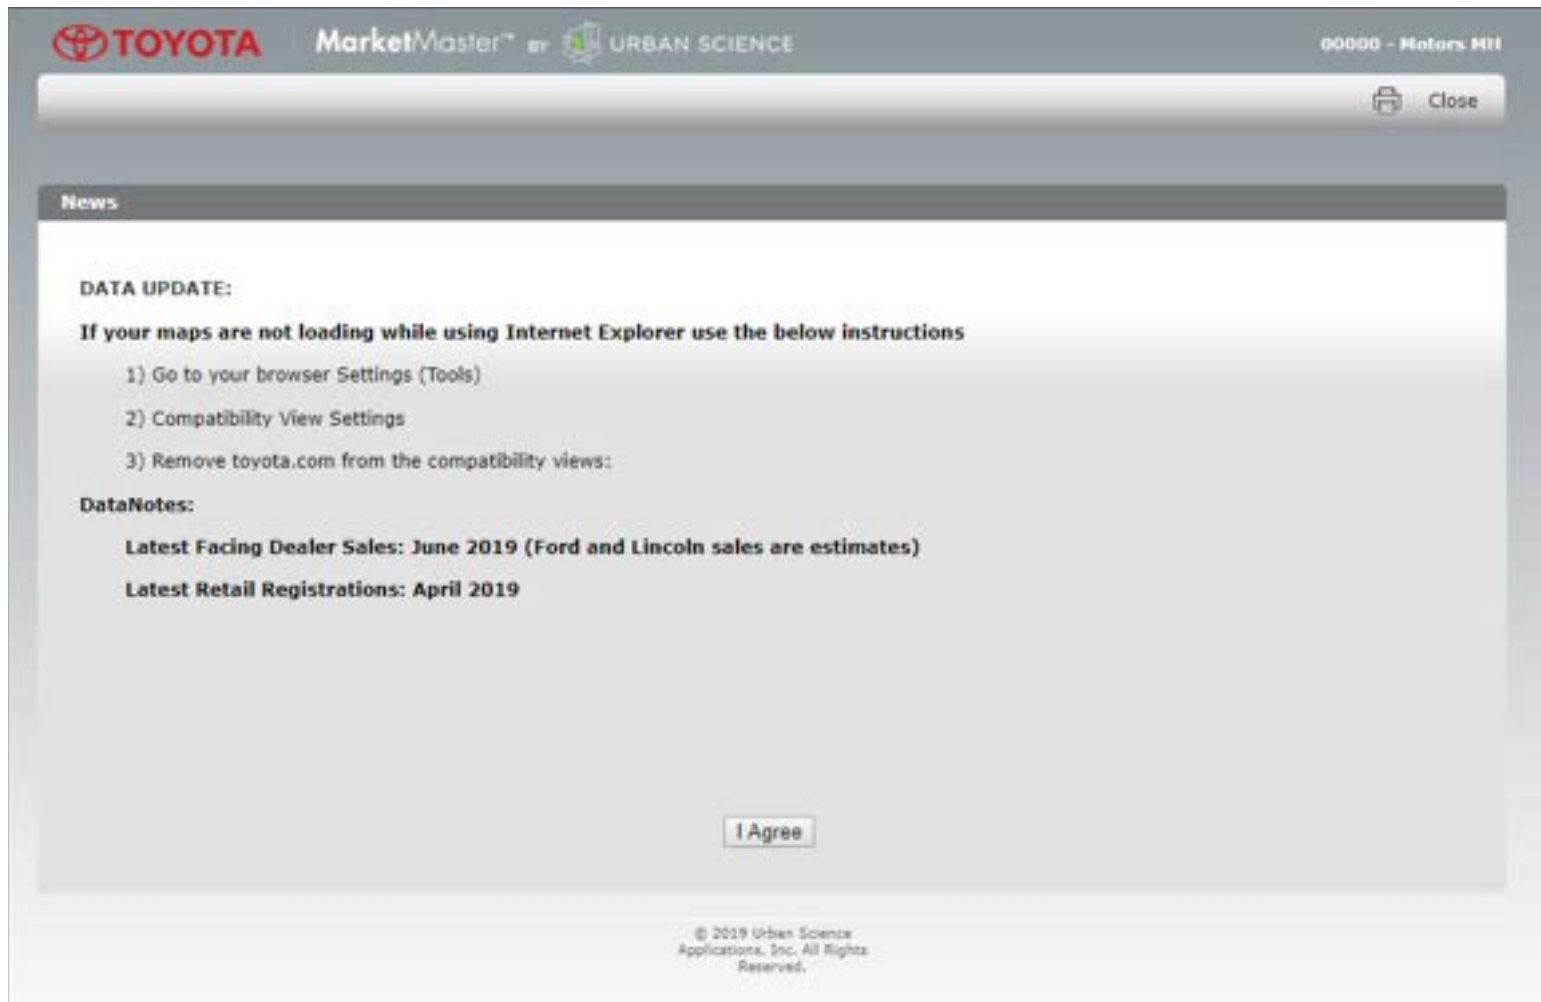 TOYOTA MarketMaster™ BY URBAN SCIENCE 00000 - Motors MH
Close
News
DATA UPDATE:
If your maps are not loading while using Internet Explorer use the below instructions
1) Go to your browser Settings (Tools)
2) Compatibility View Settings
3) Remove toyota.com from the compatibility views:
DataNotes:
Latest Facing Dealer Sales: June 2019 (Ford and Lincoln sales are estimates)
Latest Retail Registrations: April 2019
I Agree
© 2019 Urban Science
Applications, Inc. All Rights
Reserved.